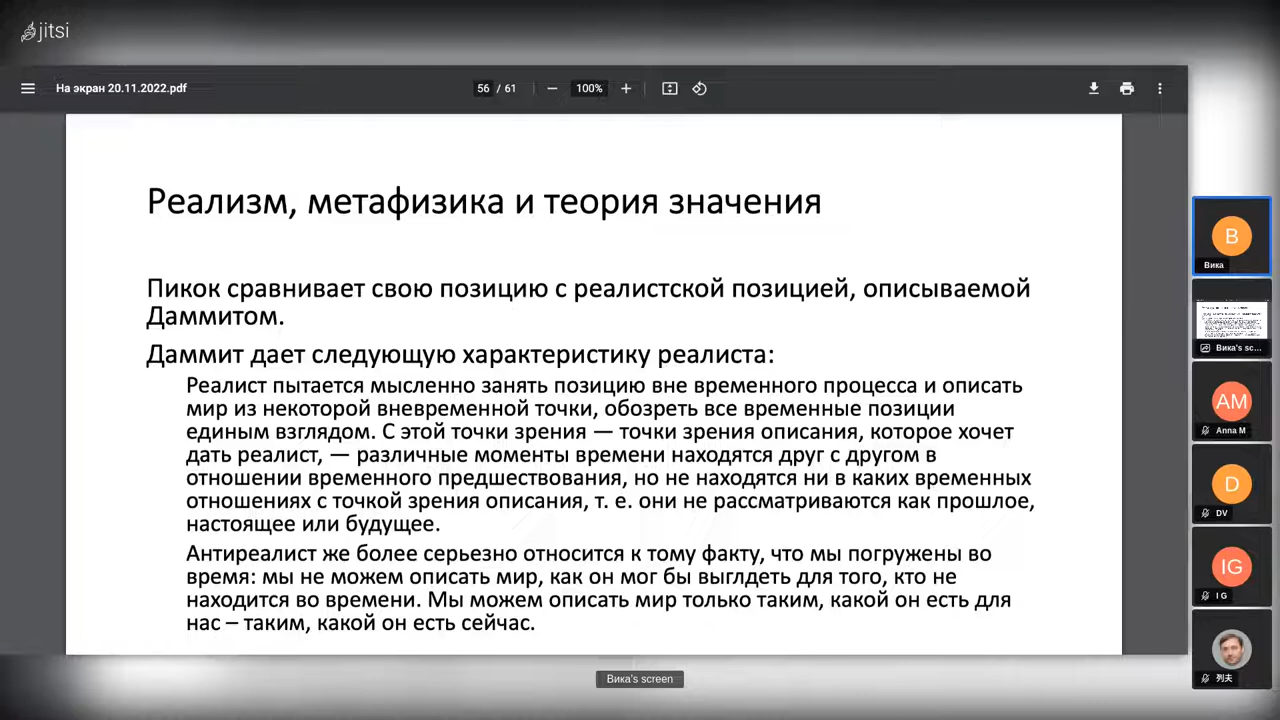 jitsi
На экран 20.11.2022.pdf
56 / 61
100%
Реализм, метафизика и теория значения
Пикок сравнивает свою позицию с реалистской позицией, описываемой
Даммитом.
Даммит дает следующую характеристику реалиста:
Реалист пытается мысленно занять позицию вне временного процесса и описать
мир из некоторой вневременной точки, обозреть все временные позиции
единым взглядом. С этой точки зрения — точки зрения описания, которое хочет
дать реалист, — различные моменты времени находятся друг с другом в
отношении временного предшествования, но не находятся ни в каких временных
отношениях с точкой зрения описания, т. е. они не рассматриваются как прошлое,
настоящее или будущее.
Антиреалист же более серьезно относится к тому факту, что мы погружены во
время: мы не можем описать мир, как он мог бы выглдеть для того, кто не
находится во времени. Мы можем описать мир только таким, какой он есть для
нас – таким, какой он есть сейчас.
В
Вика
Вика's sc...
AM
Anna M
D
DV
IG
I G
列夫
Вика's screen